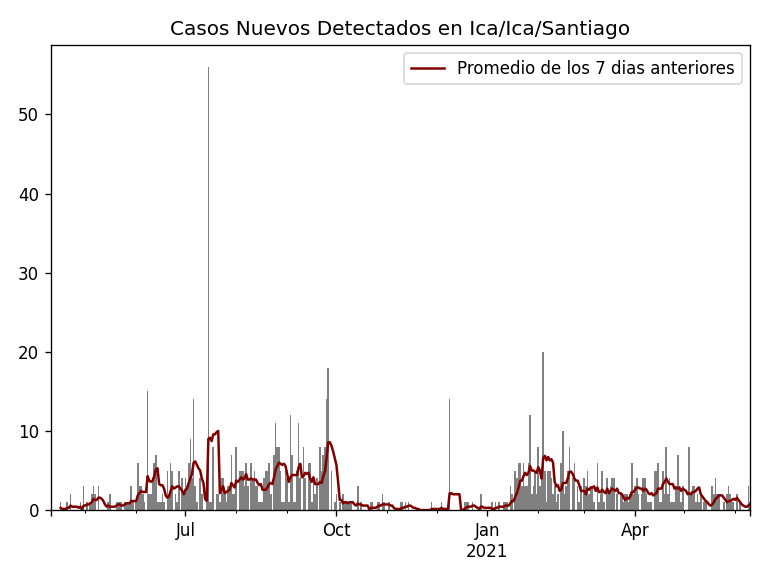 Casos Nuevos Detectados en Ica/Ica/Santiago
Promedio de los 7 dias anteriores
50
40
30
20
10
0
Jul
Oct
Jan
2021
Apr